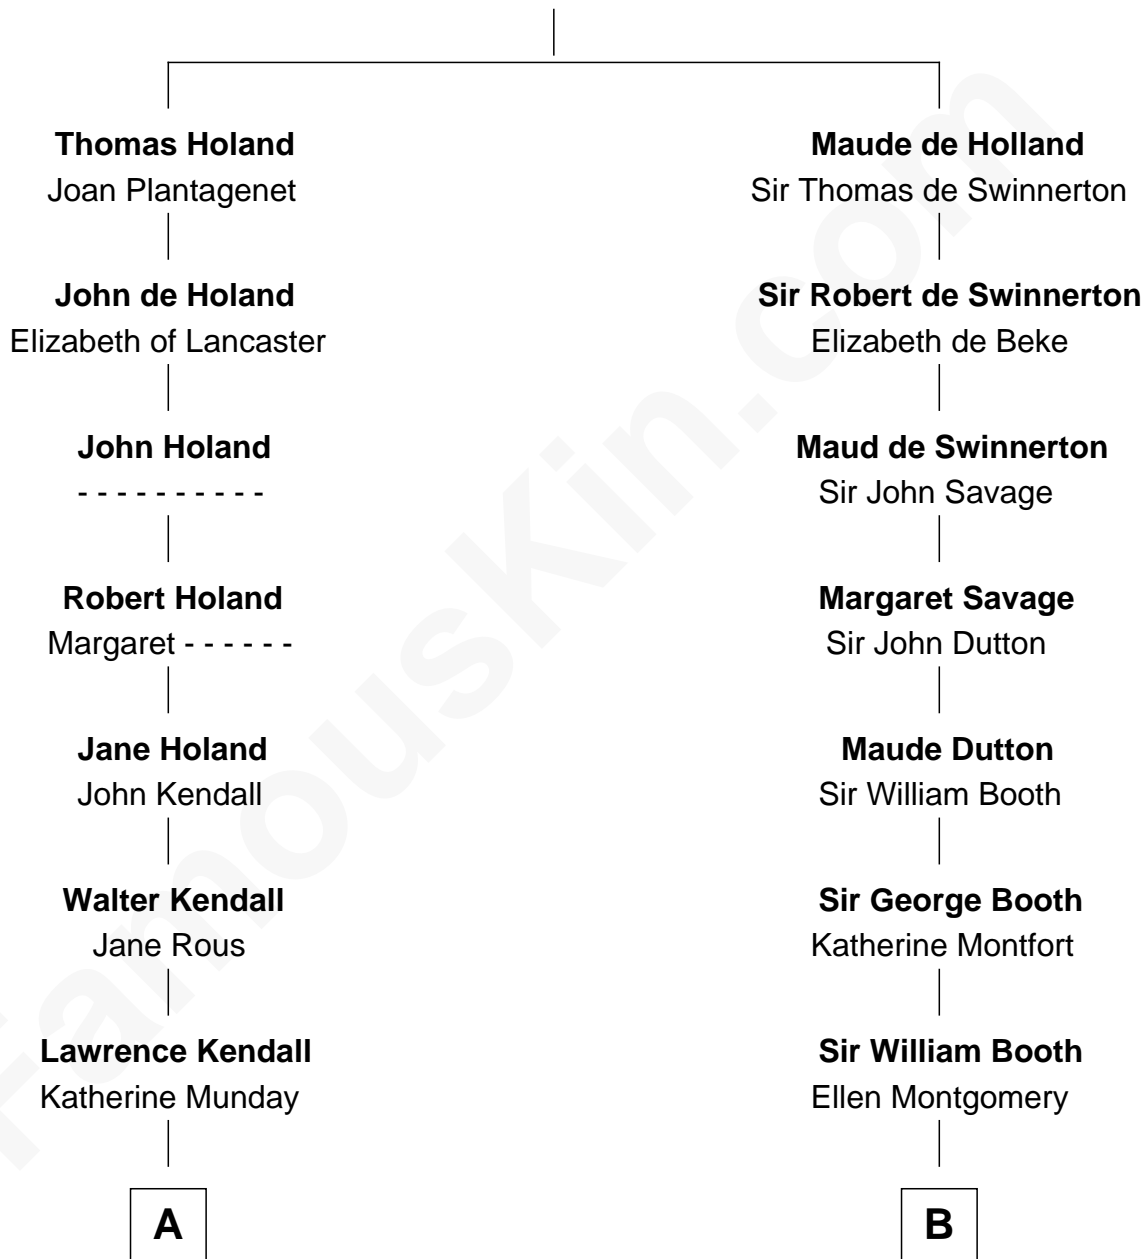 Thomas Holand
Joan Plantagenet
John de Holand
Elizabeth of Lancaster
John Holand
- - - - - - - - - -
Robert Holand
Margaret - - - - - -
Jane Holand
John Kendall
Walter Kendall
Jane Rous
Lawrence Kendall
Katherine Munday
A
Maude de Holland
Sir Thomas de Swinnerton
Sir Robert de Swinnerton
Elizabeth de Beke
Maud de Swinnerton
Sir John Savage
Margaret Savage
Sir John Dutton
Maude Dutton
Sir William Booth
Sir George Booth
Katherine Montfort
Sir William Booth
Ellen Montgomery
B
FamousKin.com